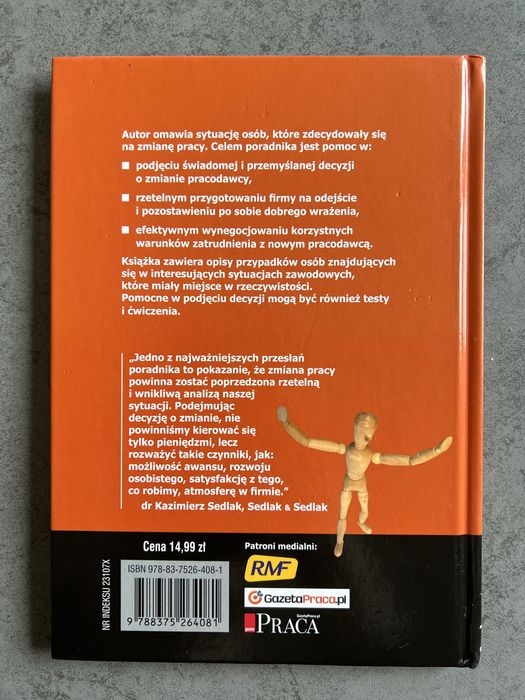 Autor omawia sytuację osób, które zdecydowały się
na zmianę pracy. Celem poradnika jest pomoc w:
podjęciu świadomej i przemyślanej decyzji
o zmianie pracodawcy,
rzetelnym przygotowaniu firmy na odejście
i pozostawieniu po sobie dobrego wrażenia,
efektywnym wynegocjowaniu korzystnych
warunków zatrudnienia z nowym pracodawcą.
Książka zawiera opisy przypadków osób znajdujących
się w interesujących sytuacjach zawodowych,
które miały miejsce w rzeczywistości.
Pomocne w podjęciu decyzji mogą być również testy
i ćwiczenia.
„Jedno z najważniejszych przesłań
poradnika to pokazanie, że zmiana pracy
powinna zostać poprzedzona rzetelną
i wnikliwą analizą naszej
sytuacji. Podejmując
decyzję o zmianie, nie
powinniśmy kierować się
tylko pieniędzmi, lecz
rozważyć takie czynniki, jak:
możliwość awansu, rozwoju
osobistego, satysfakcję z tego,
co robimy, atmosferę w firmie.”
dr Kazimierz Sedlak, Sedlak & Sedlak
Cena 14,99 zł
NR INDEKSU 23107X
ISBN 978-83-7526-408-1
9 788375 264081
Patroni medialni:
RMF
GazetaPraca.pl
GazetaPraca.pl
PRACA